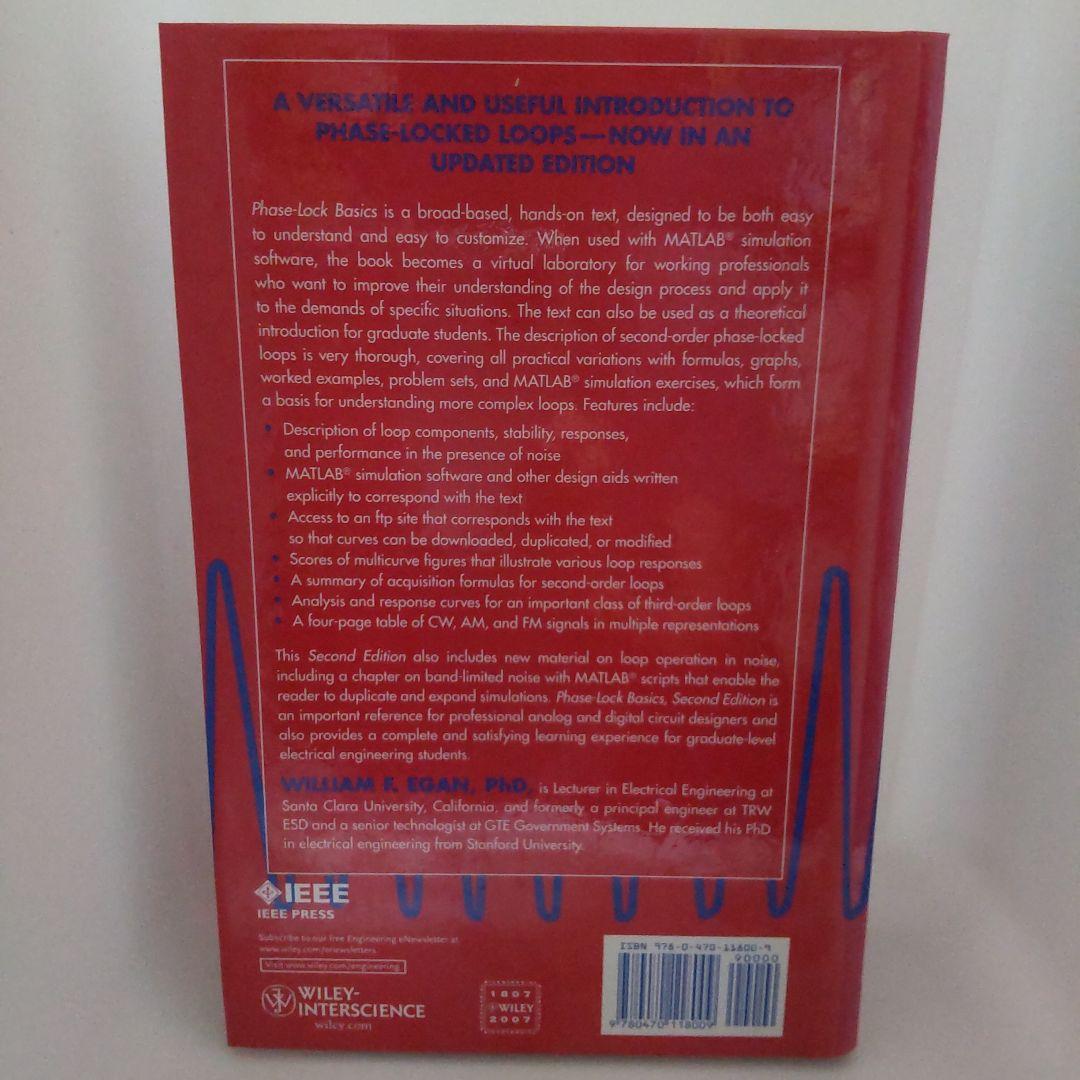 A VERSATILE AND USEFUL INTRODUCTION TO
PHASE-LOCKED LOOPS—NOW IN AN
UPDATED EDITION
Phase-Lock Basics is a broad-based, hands-on text, designed to be both easy
to understand and easy to customize. When used with MATLAB® simulation
software, the book becomes a virtual laboratory for working professionals
who want to improve their understanding of the design process and apply it
to the demands of specific situations. The text can also be used as a theoretical
introduction for graduate students. The description of second-order phase-locked
loops is very thorough, covering all practical variations with formulas, graphs,
worked examples, problem sets, and MATLAB® simulation exercises, which form
a basis for understanding more complex loops. Features include:
• Description of loop components, stability, responses,
and performance in the presence of noise
• MATLAB® simulation software and other design aids written
explicitly to correspond with the text
• Access to an ftp site that corresponds with the text
so that curves can be downloaded, duplicated, or modified
• Scores of multicurve figures that illustrate various loop responses
• A summary of acquisition formulas for second-order loops
• Analysis and response curves for an important class of third-order loops
• A four-page table of CW, AM, and FM signals in multiple representations
This Second Edition also includes new material on loop operation in noise,
including a chapter on band-limited noise with MATLAB® scripts that enable the
reader to duplicate and expand simulations. Phase-Lock Basics, Second Edition is
an important reference for professional analog and digital circuit designers and
also provides a complete and satisfying learning experience for graduate-level
electrical engineering students.
WILLIAM F. EGAN, PhD, is Lecturer in Electrical Engineering at
Santa Clara University, California, and formerly a principal engineer at TRW
ESD and a senior technologist at GTE Government Systems. He received his PhD
in electrical engineering from Stanford University.
IEEE
IEEE PRESS
Subscribe to our free Engineering eNewsletter at
www.wiley.com/enewsletters
Visit www.wiley.com/engineering
WILEY-
INTERSCIENCE
wiley.com
1807
WILEY
2007
ISBN 978-0-470-11800-9
90000
9 780470 118009